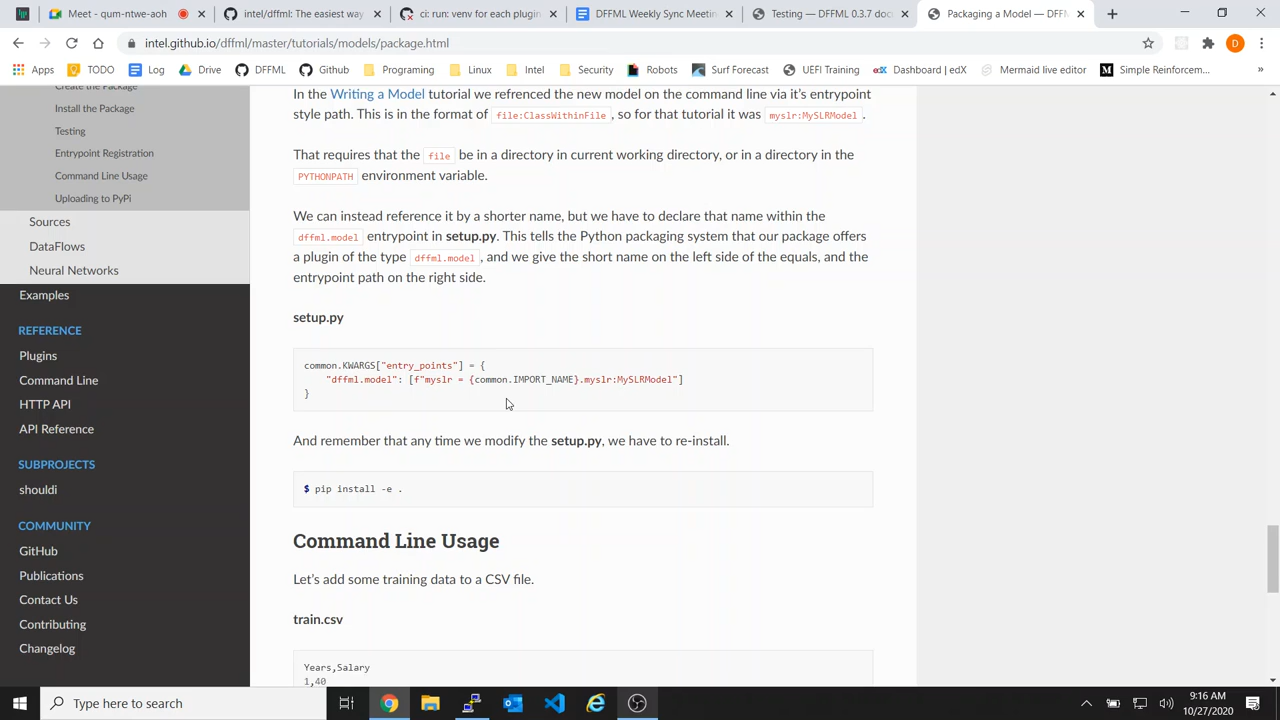 Meet - qum-ntwe-aoh
intel/dffml: The easiest way
ci: run: venv for each plugin
DFFML Weekly Sync Meetin
Testing — DFFML 0.3.7 doc
Packaging a Model — DFF
intel.github.io/dffml/master/tutorials/models/package.html
D
Apps
TODO
Log
Drive
DFFML
Github
Programing
Linux
Intel
Security
Robots
Surf Forecast
UEFI Training
Dashboard | edX
Mermaid live editor
Simple Reinforcem...
»
Create the Package
Install the Package
Testing
Entrypoint Registration
Command Line Usage
Uploading to PyPi
Sources
DataFlows
Neural Networks
Examples
REFERENCE
Plugins
Command Line
HTTP API
API Reference
SUBPROJECTS
shouldi
COMMUNITY
GitHub
Publications
Contact Us
Contributing
Changelog
In the Writing a Model tutorial we refrenced the new model on the command line via it's entrypoint
style path. This is in the format of file:ClassWithinFile , so for that tutorial it was myslr:MySLRModel .
That requires that the file be in a directory in current working directory, or in a directory in the
PYTHONPATH environment variable.
We can instead reference it by a shorter name, but we have to declare that name within the
dffml.model entrypoint in setup.py. This tells the Python packaging system that our package offers
a plugin of the type dffml.model , and we give the short name on the left side of the equals, and the
entrypoint path on the right side.
setup.py
common.KWARGS["entry_points"] = {
"dffml.model": [f"myslr = {common.IMPORT_NAME}.myslr:MySLRModel"]
}
And remember that any time we modify the setup.py, we have to re-install.
$ pip install -e .
Command Line Usage
Let's add some training data to a CSV file.
train.csv
Years,Salary
1,40
Type here to search
9:16 AM
10/27/2020